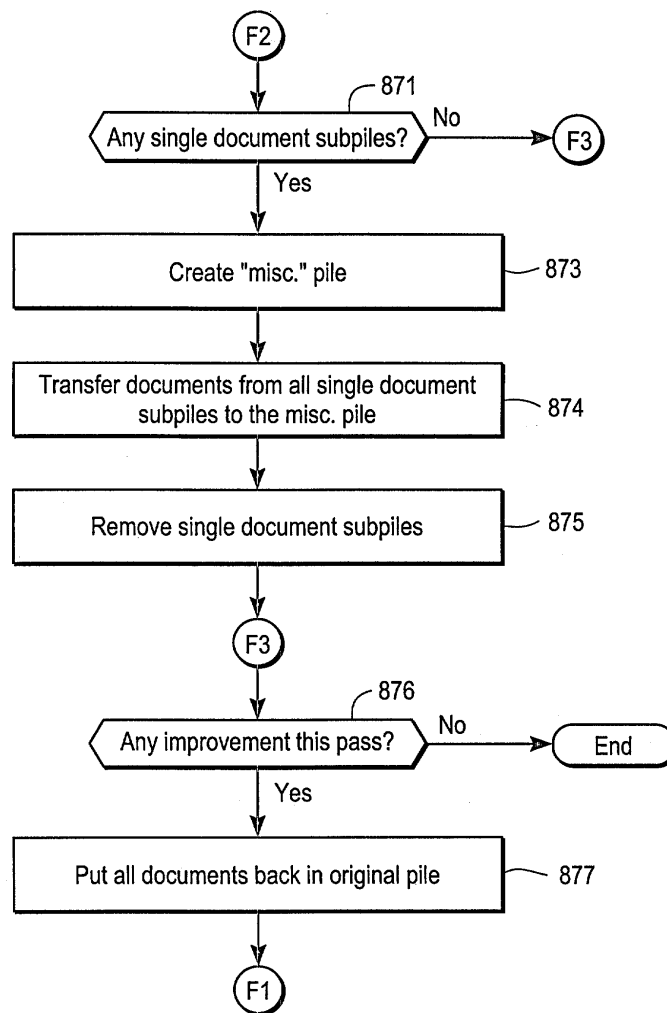 F2
871
Any single document subpiles?
No
F3
Yes
Create "misc." pile
873
Transfer documents from all single document
subpiles to the misc. pile
874
Remove single document subpiles
875
F3
876
Any improvement this pass?
No
End
Yes
Put all documents back in original pile
877
F1